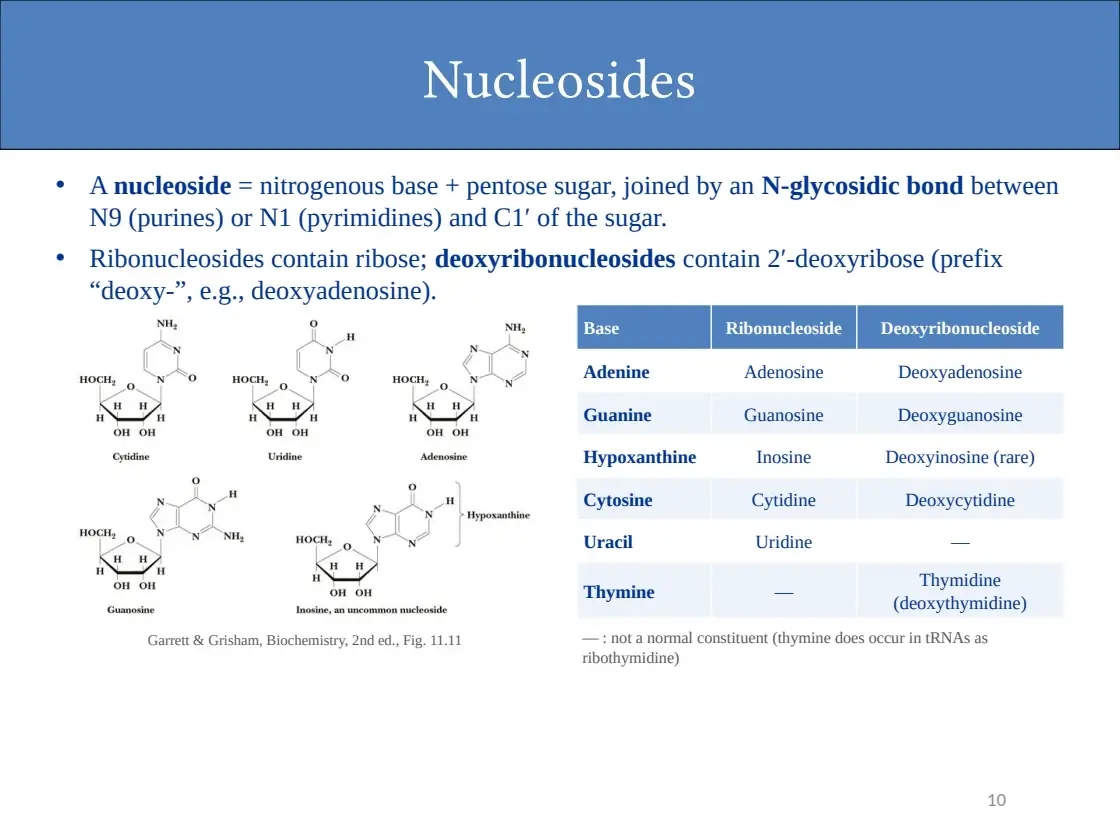 Nucleosides
• A nucleoside = nitrogenous base + pentose sugar, joined by an N-glycosidic bond between
N9 (purines) or N1 (pyrimidines) and C1′ of the sugar.
• Ribonucleosides contain ribose; deoxyribonucleosides contain 2′-deoxyribose (prefix
“deoxy-”, e.g., deoxyadenosine).
NH2
N
N
O
HOCH2
O
H H
H H
OH OH
Cytidine
O
H
N
N
O
HOCH2
O
H H
H H
OH OH
Uridine
NH2
N
N
N
N
HOCH2
O
H H
H H
OH OH
Adenosine
O
H
N
N
N
N
NH2
HOCH2
O
H H
H H
OH OH
Guanosine
O
H
N
N
N
N
Hypoxanthine
HOCH2
O
H H
H H
OH OH
Inosine, an uncommon nucleoside
Garrett & Grisham, Biochemistry, 2nd ed., Fig. 11.11
Base Ribonucleoside Deoxyribonucleoside
Adenine Adenosine Deoxyadenosine
Guanine Guanosine Deoxyguanosine
Hypoxanthine Inosine Deoxyinosine (rare)
Cytosine Cytidine Deoxycytidine
Uracil Uridine —
Thymine — Thymidine
(deoxythymidine)
— : not a normal constituent (thymine does occur in tRNAs as
ribothymidine)
10